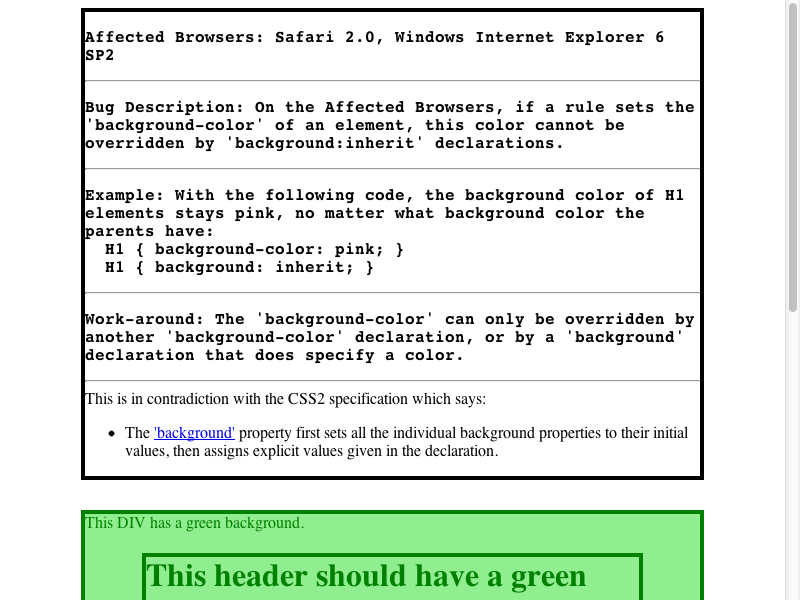 Affected Browsers: Safari 2.0, Windows Internet Explorer 6
SP2
Bug Description: On the Affected Browsers, if a rule sets the
'background-color' of an element, this color cannot be
overridden by 'background:inherit' declarations.
Example: With the following code, the background color of H1
elements stays pink, no matter what background color the
parents have:
H1 { background-color: pink; }
H1 { background: inherit; }
Work-around: The 'background-color' can only be overridden by
another 'background-color' declaration, or by a 'background'
declaration that does specify a color.
This is in contradiction with the CSS2 specification which says:
• The 'background' property first sets all the individual background properties to their initial
values, then assigns explicit values given in the declaration.
This DIV has a green background.
This header should have a green